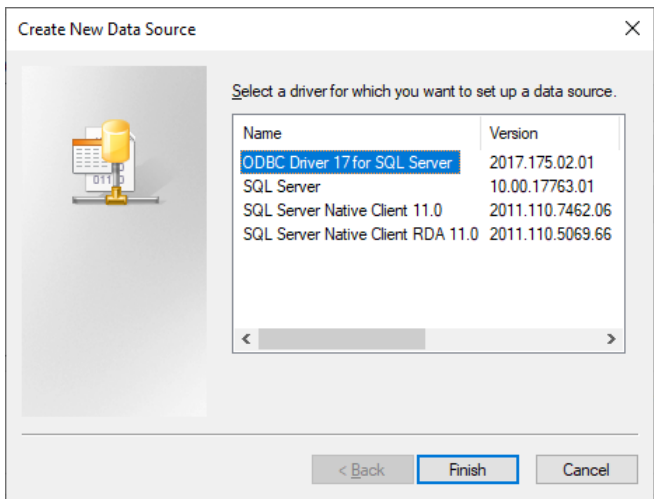 Create New Data Source
Select a driver for which you want to set up a data source.
Name Version
ODBC Driver 17 for SQL Server 2017.175.02.01
SQL Server 10.00.17763.01
SQL Server Native Client 11.0 2011.110.7462.06
SQL Server Native Client RDA 11.0 2011.110.5069.66
0110
< Back Finish Cancel